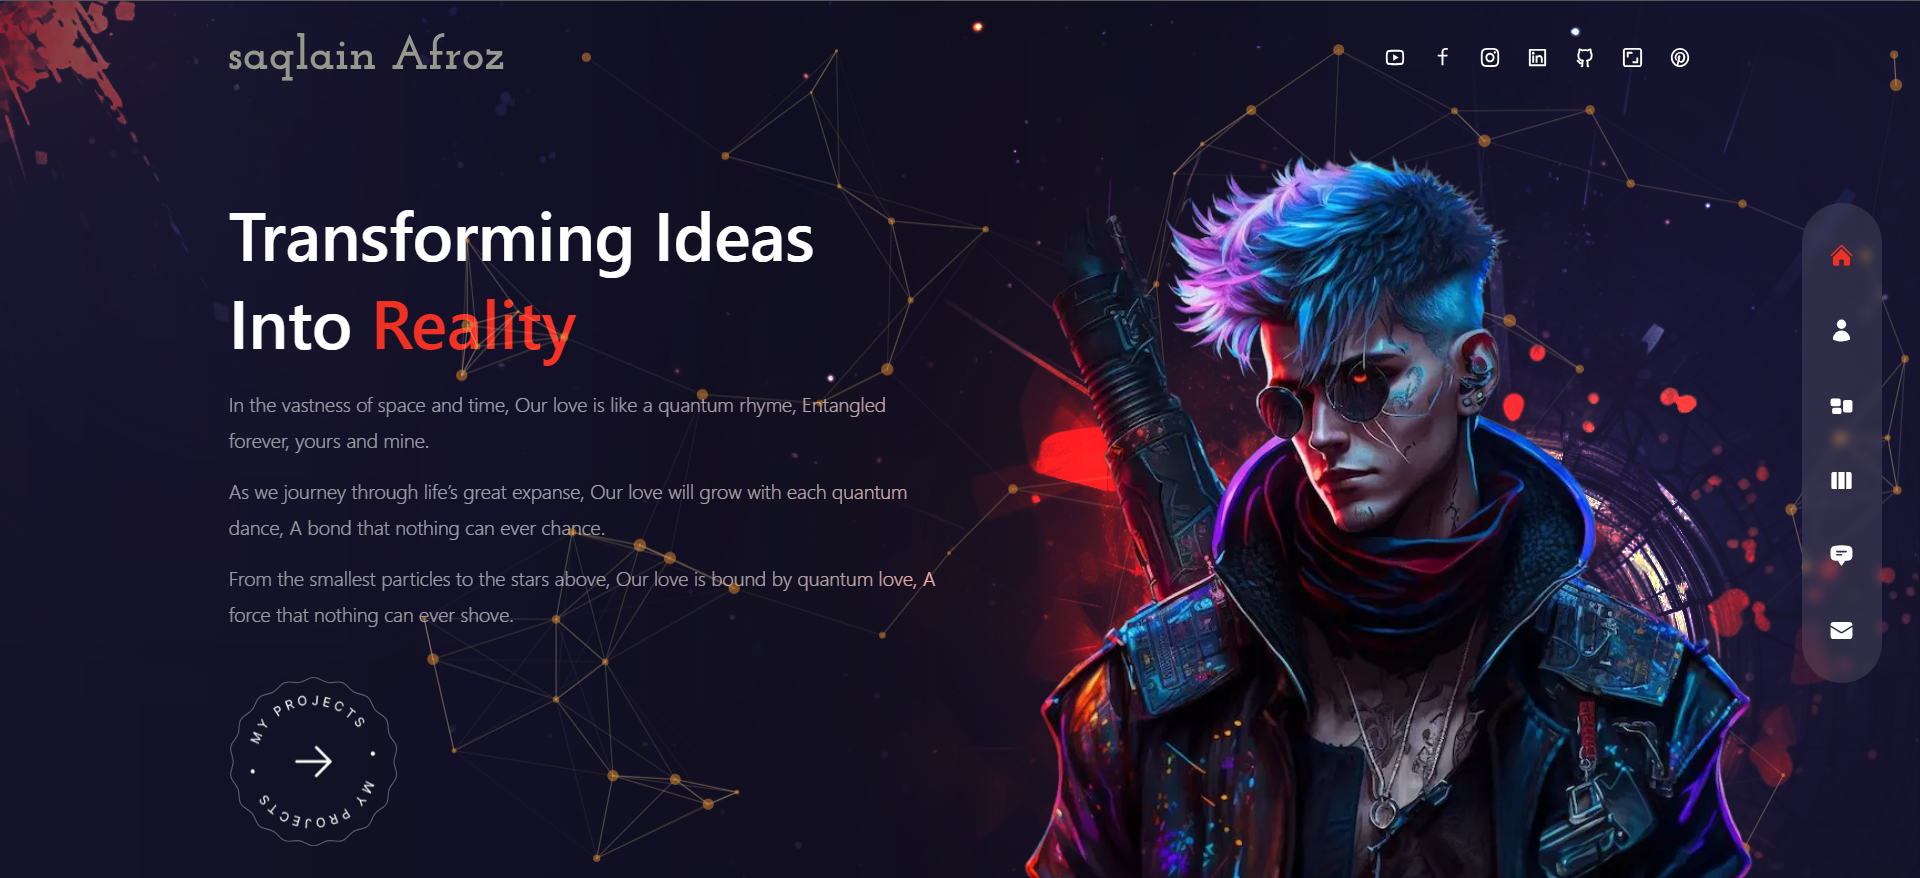 saqlain Afroz
Transforming Ideas
Into Reality
In the vastness of space and time, Our love is like a quantum rhyme, Entangled
forever, yours and mine.
As we journey through life’s great expanse, Our love will grow with each quantum
dance, A bond that nothing can ever chance.
From the smallest particles to the stars above, Our love is bound by quantum love, A
force that nothing can ever shove.
MY PROJECTS • MY PROJECTS •